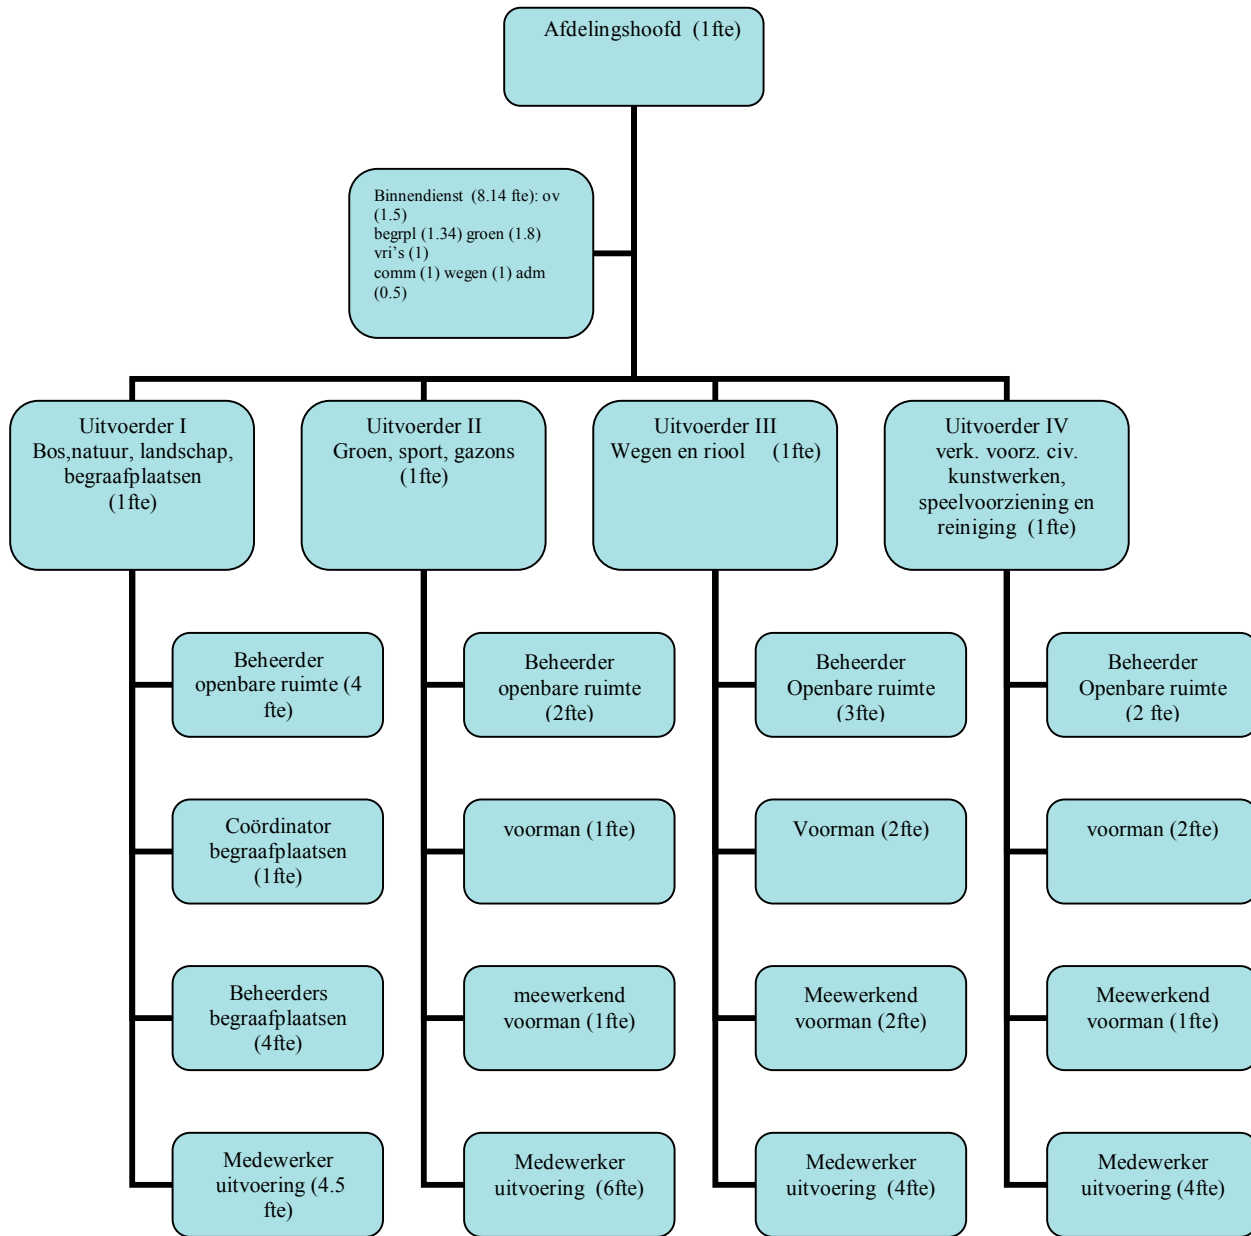 Afdelingshoofd (1fte)
Binnendienst (8.14 fte): ov
(1.5)
begrpl (1.34) groen (1.8)
vri's (1)
comm (1) wegen (1) adm
(0.5)
Uitvoerder I
Bos,natuur, landschap,
begraafplaatsen
(1fte)
Uitvoerder II
Groen, sport, gazons
(1fte)
Uitvoerder III
Wegen en riool (1fte)
Uitvoerder IV
verk. voorz. civ.
kunstwerken,
speelvoorziening en
reiniging (1fte)
Beheerder
openbare ruimte (4
fte)
Beheerder
openbare ruimte
(2fte)
Beheerder
Openbare ruimte
(3fte)
Beheerder
Openbare ruimte
(2 fte)
Coördinator
begraafplaatsen
(1fte)
voorman (1fte)
Voorman (2fte)
voorman (2fte)
Beheerders
begraafplaatsen
(4fte)
meewerkend
voorman (1fte)
Meewerkend
voorman (2fte)
Meewerkend
voorman (1fte)
Medewerker
uitvoering (4.5
fte)
Medewerker
uitvoering (6fte)
Medewerker
uitvoering (4fte)
Medewerker
uitvoering (4fte)